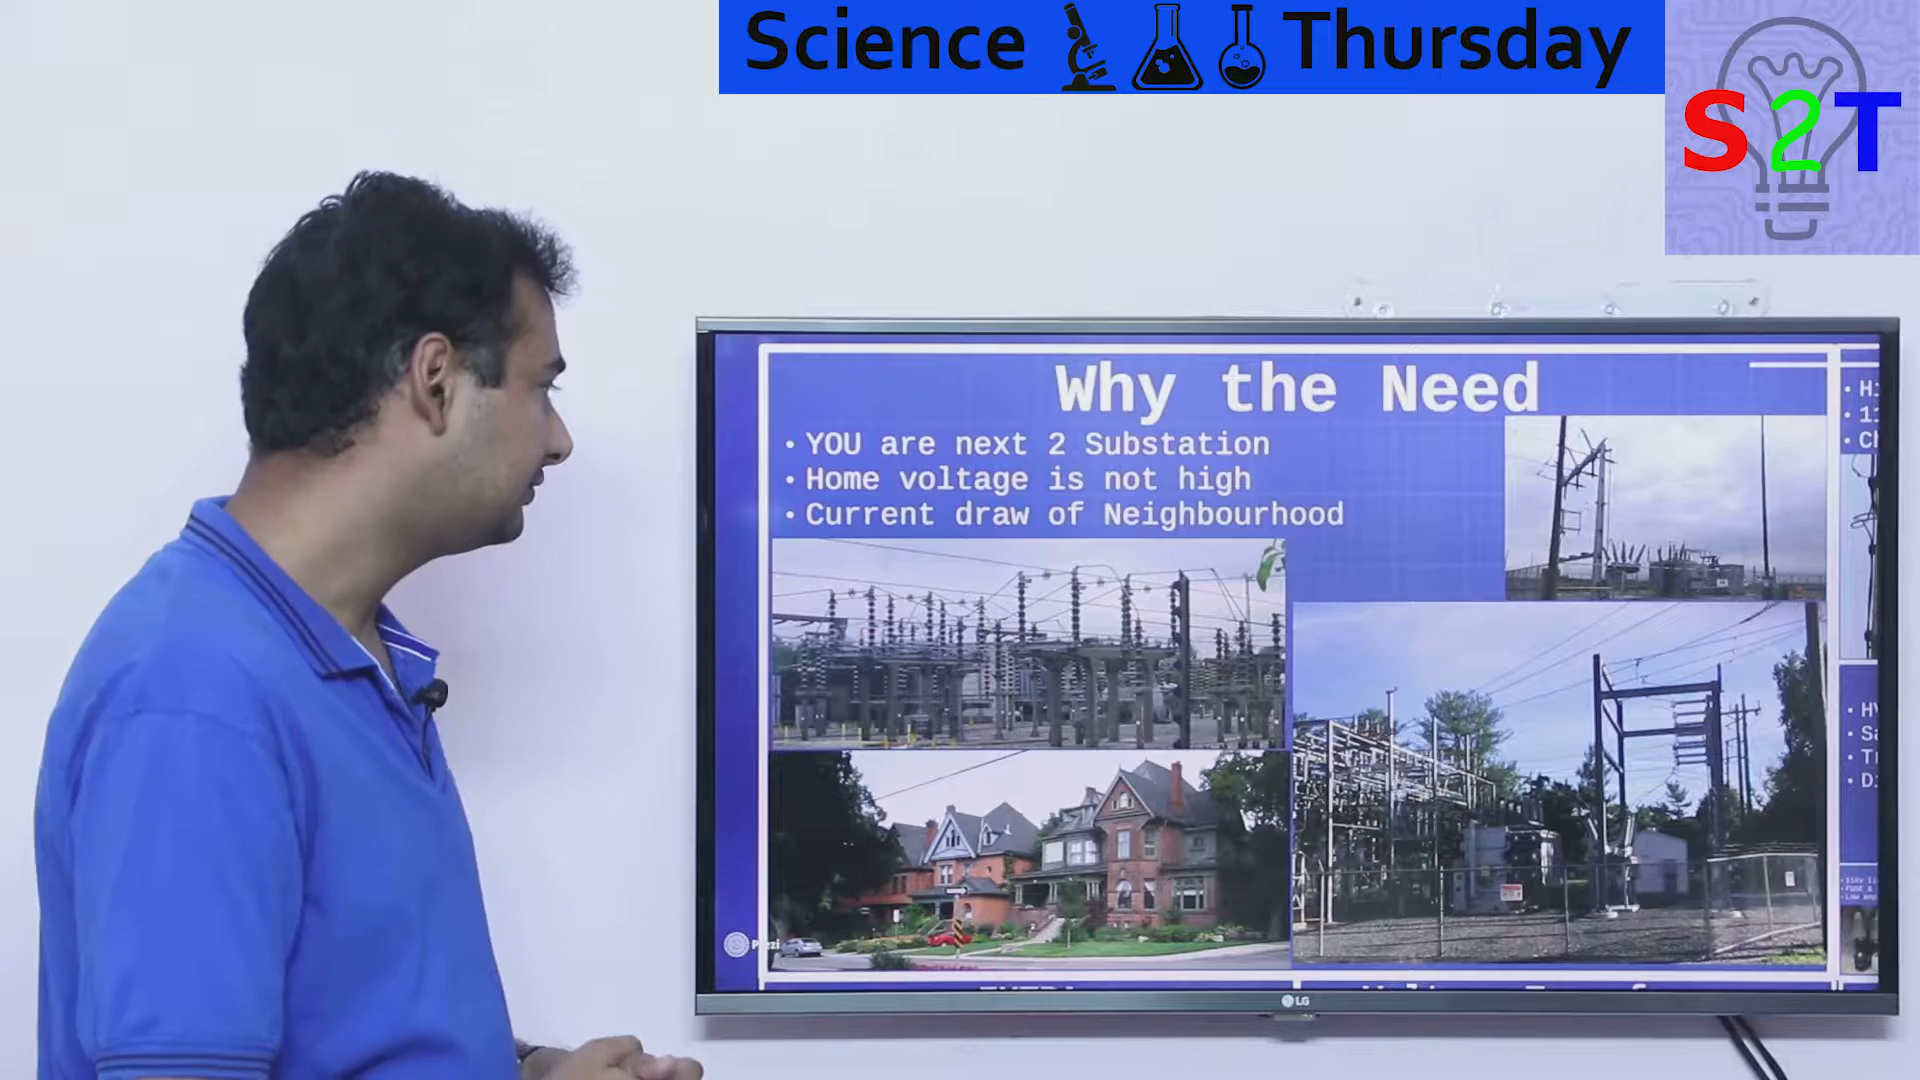 Science Thursday
S2T
Why the Need
• YOU are next 2 Substation
• Home voltage is not high
• Current draw of Neighbourhood
Prezi
LG